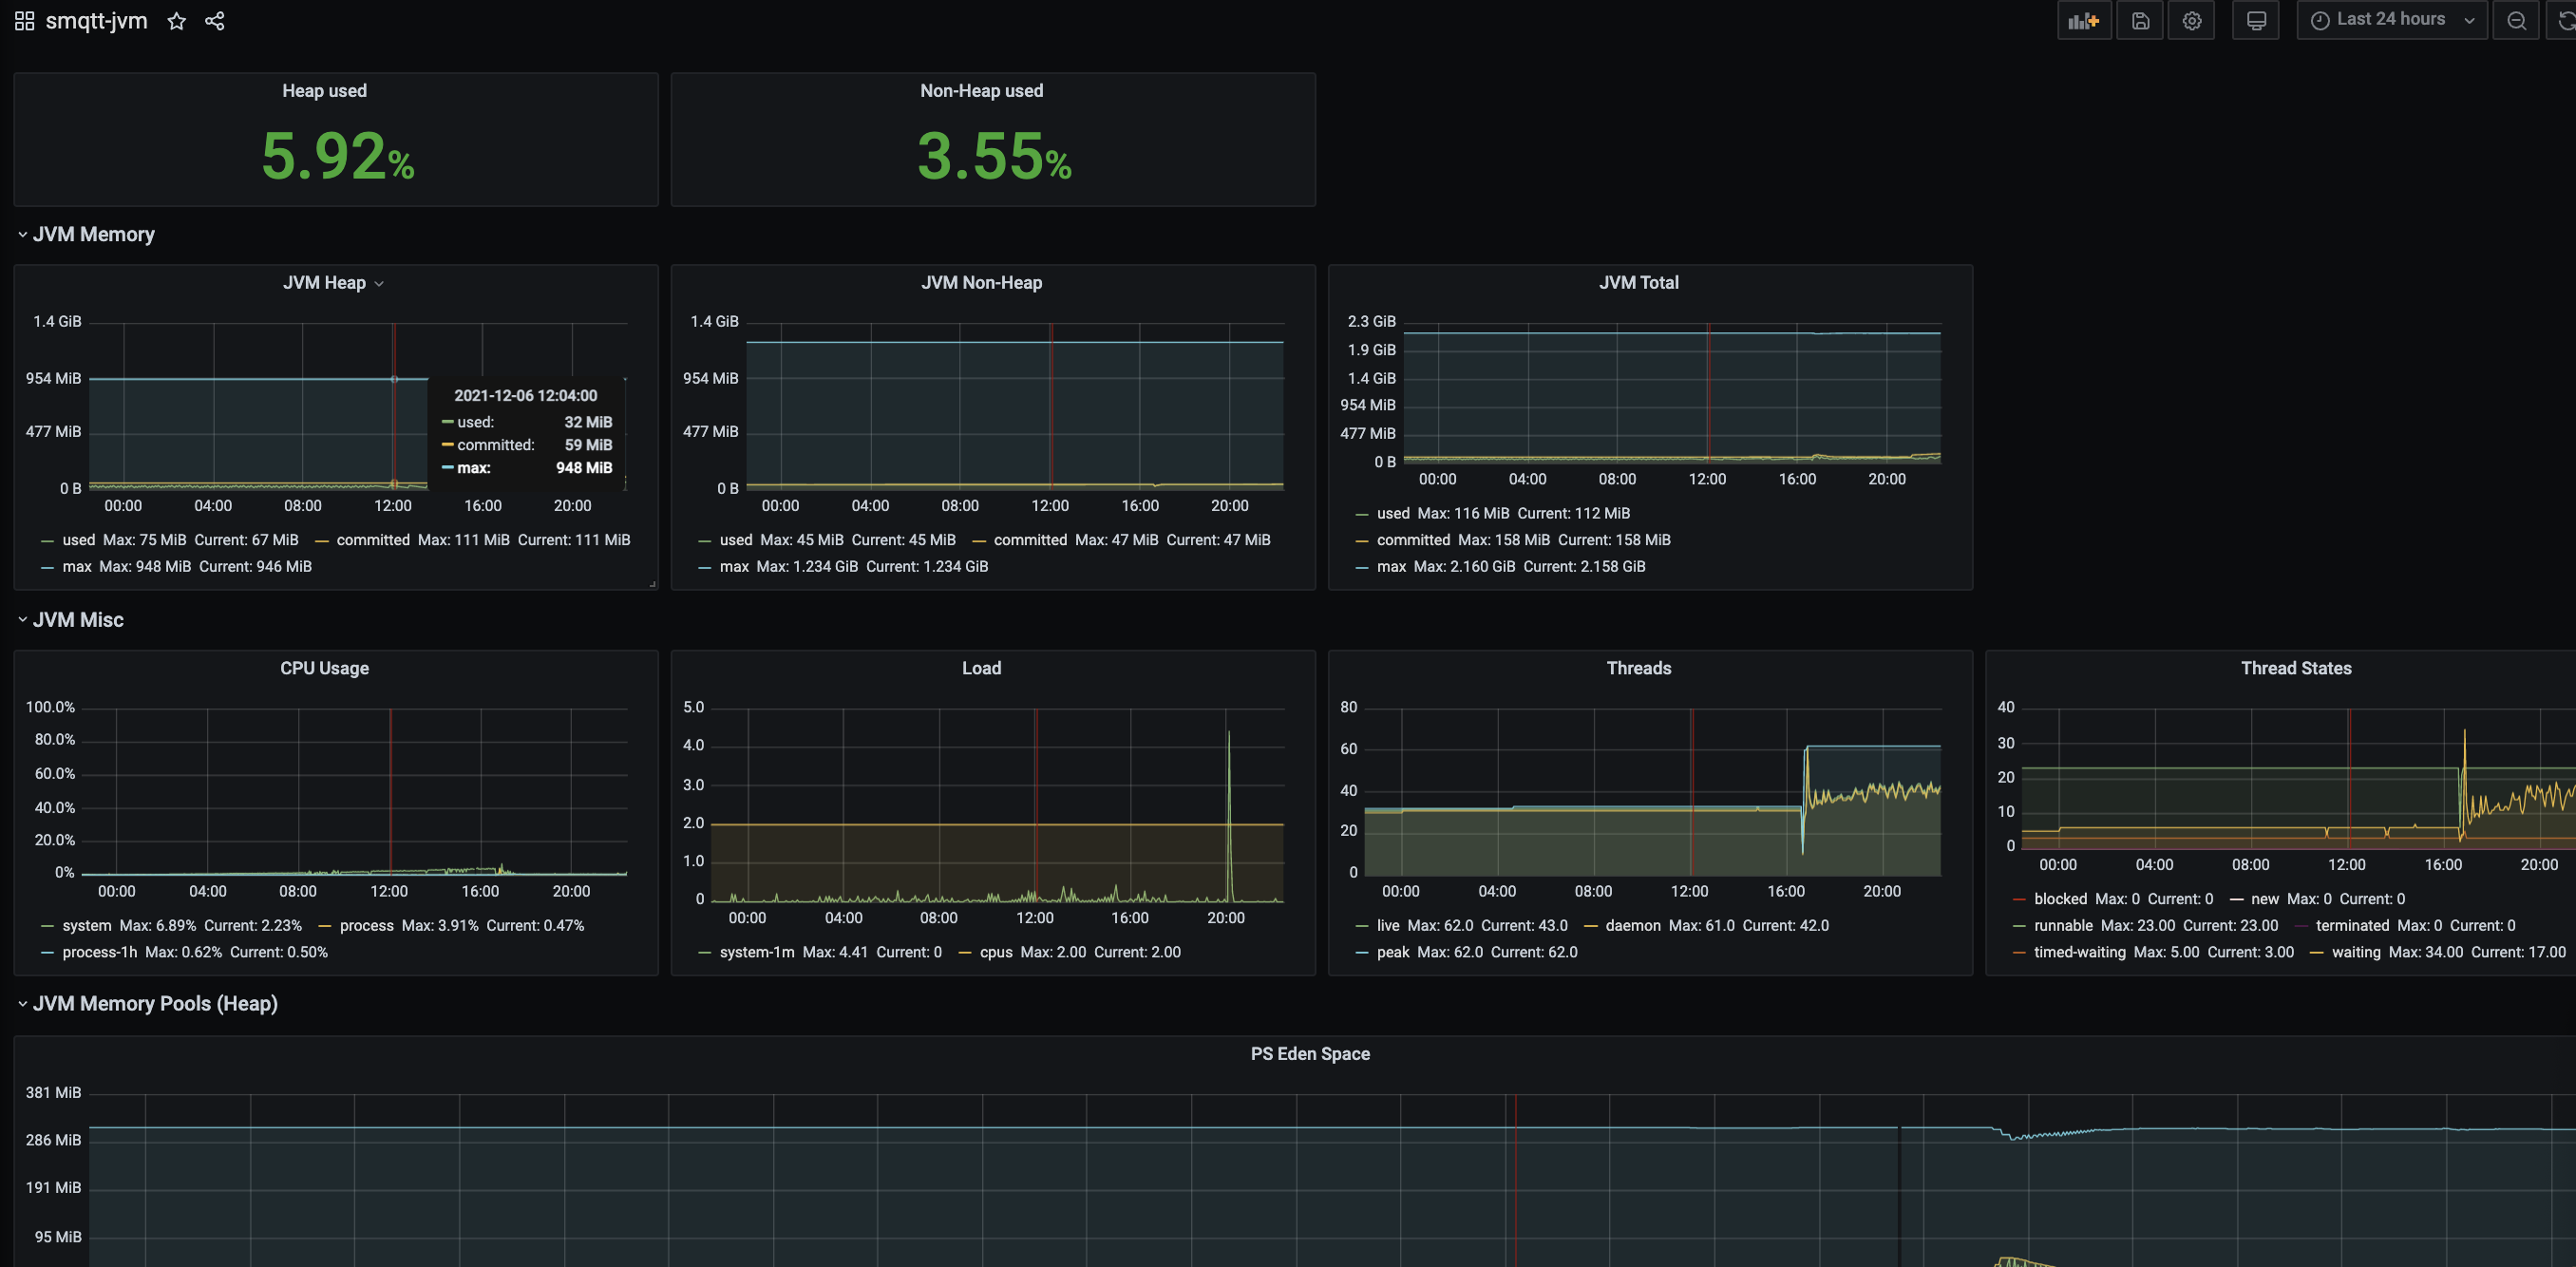 smqtt-jvm
Last 24 hours
Heap used
5.92%
Non-Heap used
3.55%
JVM Memory
JVM Heap
1.4 GiB
954 MiB
477 MiB
0 B
00:00 04:00 08:00 12:00 16:00 20:00
2021-12-06 12:04:00
used: 32 MiB
committed: 59 MiB
max: 948 MiB
used Max: 75 MiB Current: 67 MiB committed Max: 111 MiB Current: 111 MiB
max Max: 948 MiB Current: 946 MiB
JVM Non-Heap
1.4 GiB
954 MiB
477 MiB
0 B
00:00 04:00 08:00 12:00 16:00 20:00
used Max: 45 MiB Current: 45 MiB committed Max: 47 MiB Current: 47 MiB
max Max: 1.234 GiB Current: 1.234 GiB
JVM Total
2.3 GiB
1.9 GiB
1.4 GiB
954 MiB
477 MiB
0 B
00:00 04:00 08:00 12:00 16:00 20:00
used Max: 116 MiB Current: 112 MiB
committed Max: 158 MiB Current: 158 MiB
max Max: 2.160 GiB Current: 2.158 GiB
JVM Misc
CPU Usage
100.0%
80.0%
60.0%
40.0%
20.0%
0%
00:00 04:00 08:00 12:00 16:00 20:00
system Max: 6.89% Current: 2.23% process Max: 3.91% Current: 0.47%
process-1h Max: 0.62% Current: 0.50%
Load
5.0
4.0
3.0
2.0
1.0
0
00:00 04:00 08:00 12:00 16:00 20:00
system-1m Max: 4.41 Current: 0 cpus Max: 2.00 Current: 2.00
Threads
80
60
40
20
0
00:00 04:00 08:00 12:00 16:00 20:00
live Max: 62.0 Current: 43.0 daemon Max: 61.0 Current: 42.0
peak Max: 62.0 Current: 62.0
Thread States
40
30
20
10
0
00:00 04:00 08:00 12:00 16:00 20:00
blocked Max: 0 Current: 0 new Max: 0 Current: 0
runnable Max: 23.00 Current: 23.00 terminated Max: 0 Current: 0
timed-waiting Max: 5.00 Current: 3.00 waiting Max: 34.00 Current: 17.00
JVM Memory Pools (Heap)
PS Eden Space
381 MiB
286 MiB
191 MiB
95 MiB